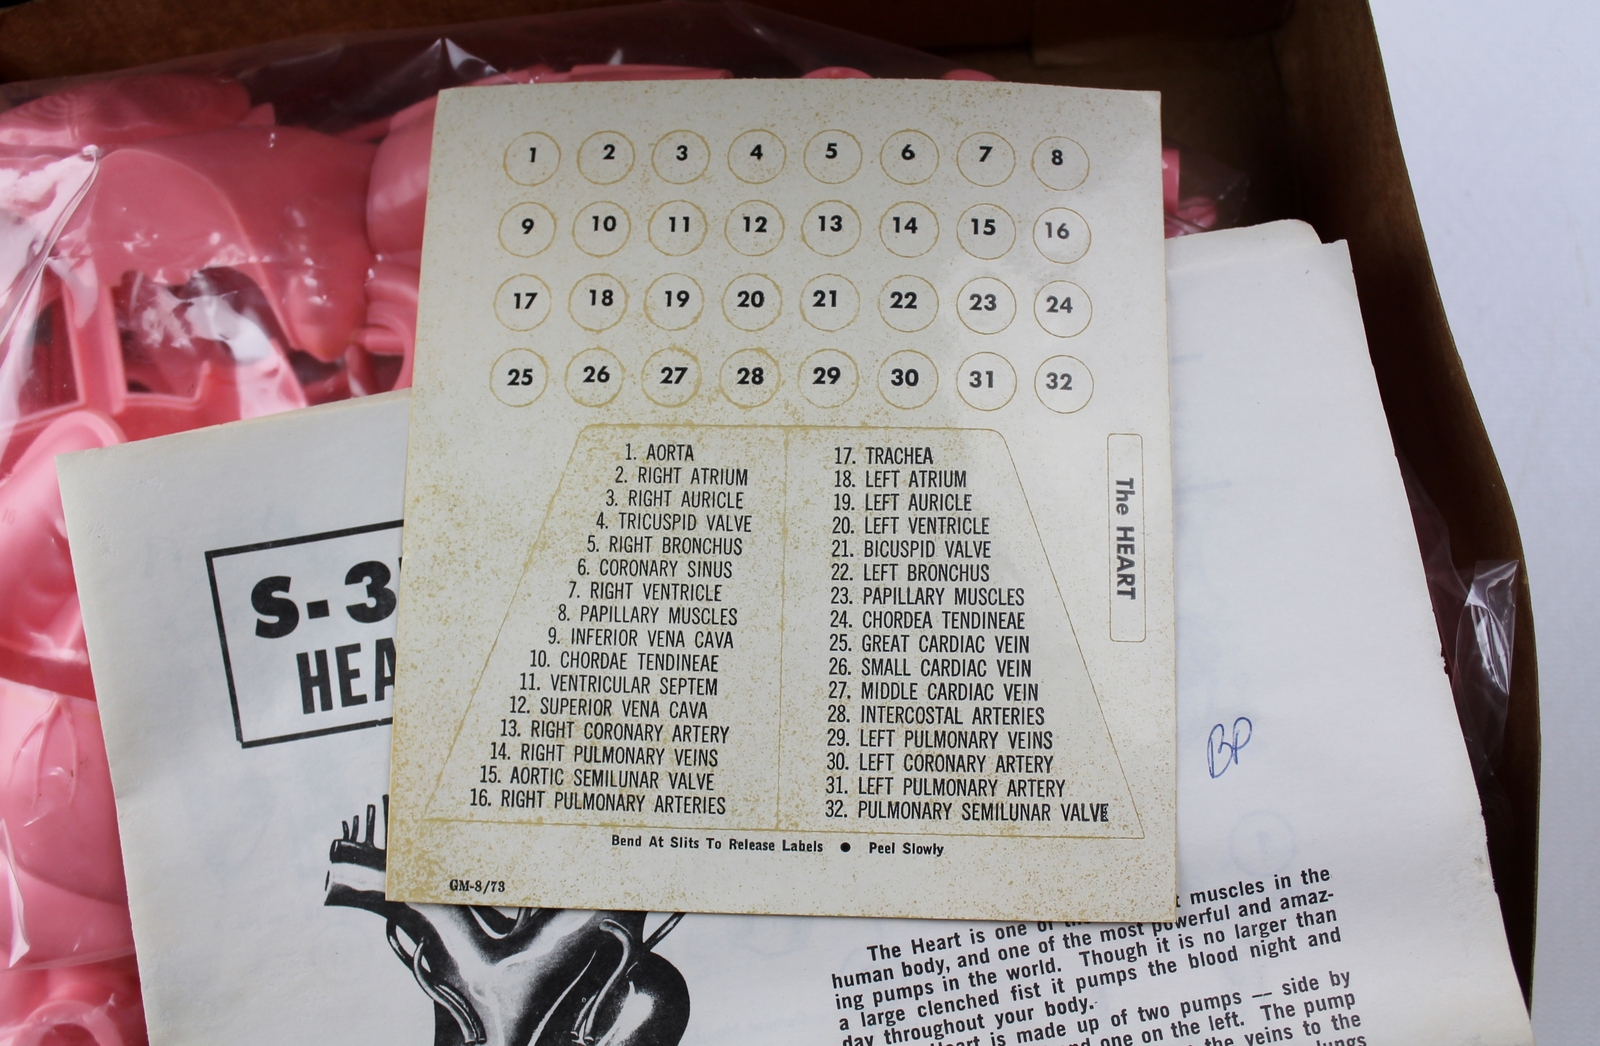 1 2 3 4 5 6 7 8
9 10 11 12 13 14 15 16
17 18 19 20 21 22 23 24
25 26 27 28 29 30 31 32
1. AORTA
2. RIGHT ATRIUM
3. RIGHT AURICLE
4. TRICUSPID VALVE
5. RIGHT BRONCHUS
6. CORONARY SINUS
7. RIGHT VENTRICLE
8. PAPILLARY MUSCLES
9. INFERIOR VENA CAVA
10. CHORDAE TENDINEAE
11. VENTRICULAR SEPTEM
12. SUPERIOR VENA CAVA
13. RIGHT CORONARY ARTERY
14. RIGHT PULMONARY VEINS
15. AORTIC SEMILUNAR VALVE
16. RIGHT PULMONARY ARTERIES
17. TRACHEA
18. LEFT ATRIUM
19. LEFT AURICLE
20. LEFT VENTRICLE
21. BICUSPID VALVE
22. LEFT BRONCHUS
23. PAPILLARY MUSCLES
24. CHORDEA TENDINEAE
25. GREAT CARDIAC VEIN
26. SMALL CARDIAC VEIN
27. MIDDLE CARDIAC VEIN
28. INTERCOSTAL ARTERIES
29. LEFT PULMONARY VEINS
30. LEFT CORONARY ARTERY
31. LEFT PULMONARY ARTERY
32. PULMONARY SEMILUNAR VALVE
The HEART
Bend At Slits To Release Labels ● Peel Slowly
GM-8/73
S-3
HEA
BP
The Heart is one of muscles in the
human body, and one of the most powerful and amaz-
ing pumps in the world. Though it is no larger than
a large clenched fist it pumps the blood night and
day throughout your body.
is made up of two pumps — side by
one on the left. The pump
the veins to the
lungs